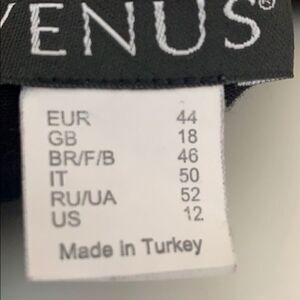 VENUS®
EUR 44
GB 18
BR/F/B 46
IT 50
RU/UA 52
US 12
Made in Turkey